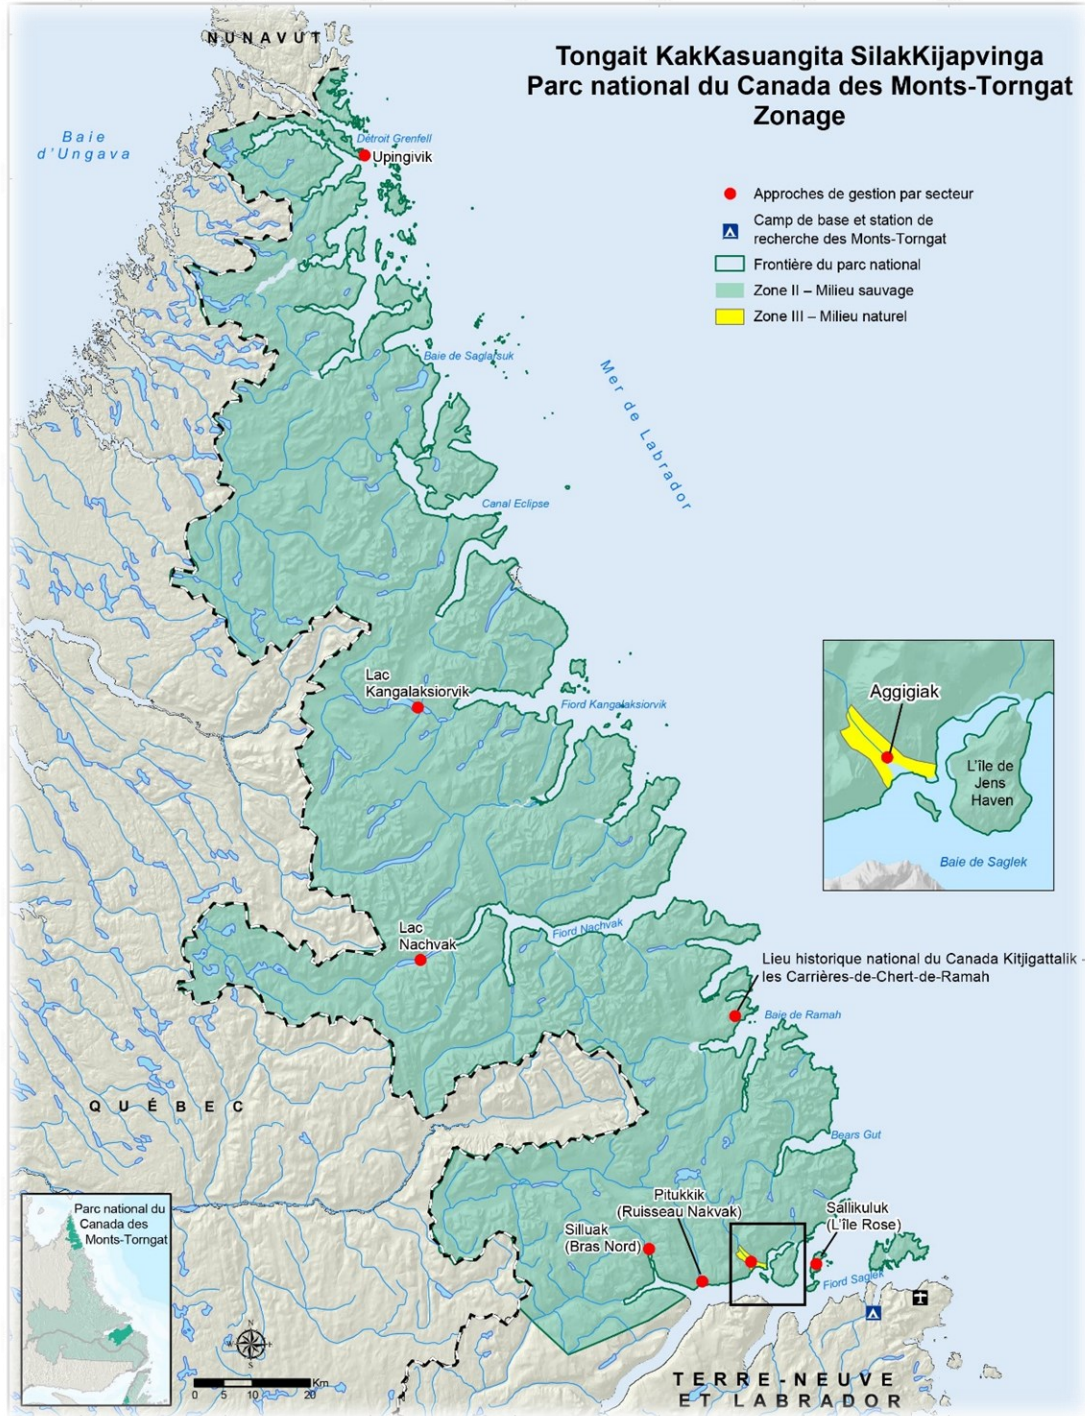 NUNAVUT
Tongait KakKasuangita SilakKijapvinga
Parc national du Canada des Monts-Torngat
Zonage
Baie
d'Ungava
Détroit Grenfell
Upingivik
Approches de gestion par secteur
Camp de base et station de
recherche des Monts-Torngat
Frontière du parc national
Zone II – Milieu sauvage
Zone III – Milieu naturel
Baie de Saglarsuk
Mer de Labrador
Canal Eclipse
Lac
Kangalaksiorvik
Fiord Kangalaksiorvik
Aggigiak
L'île de
Jens
Haven
Baie de Saglek
Lac
Nachvak
Fiord Nachvak
Lieu historique national du Canada Kitjigattalik -
les Carrières-de-Chert-de-Ramah
Baie de Ramah
QUÉBEC
Bears Gut
Parc national du
Canada des
Monts-Torngat
Pitukkik
(Ruisseau Nakvak)
Silluak
(Bras Nord)
Sallikuluk
(L'île Rose)
Fiord Saglek
N
W
E
S
0 5 10 20 Km
TERRE-NEUVE
ET LABRADOR